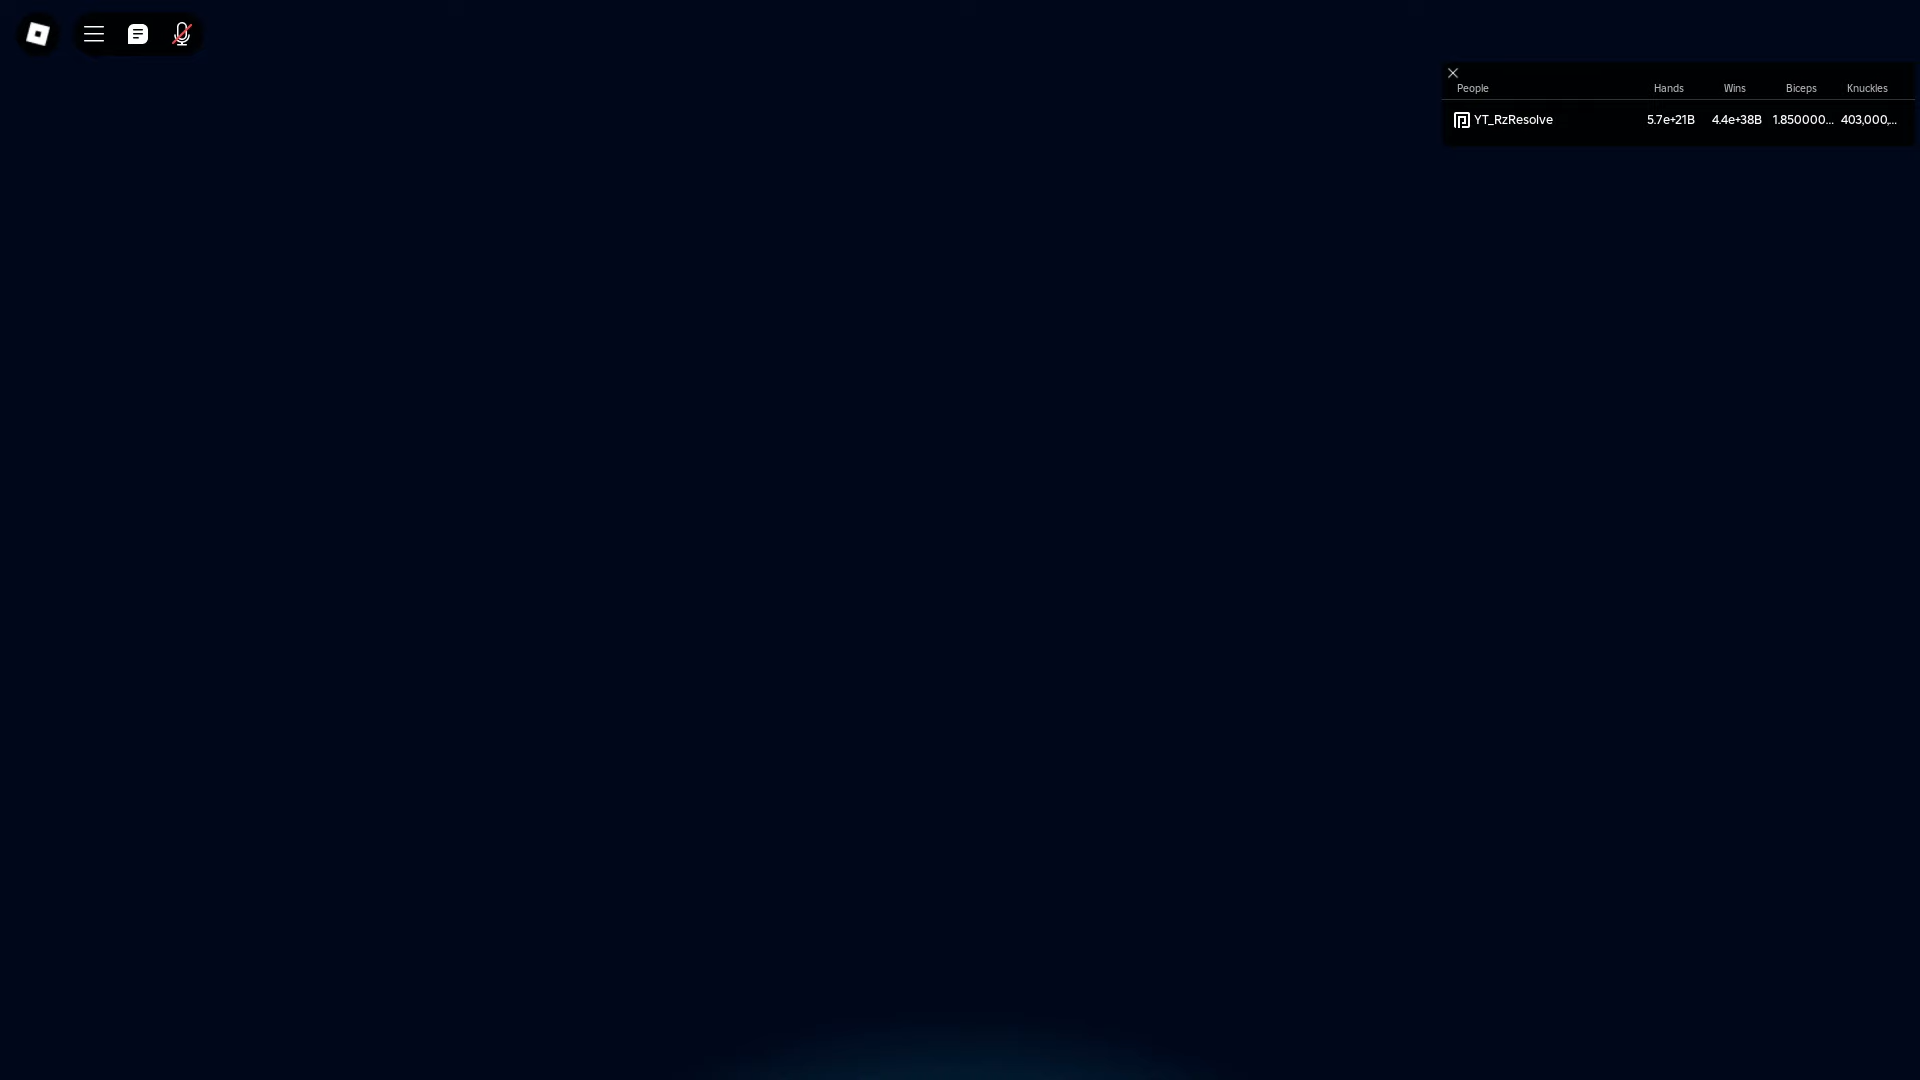 People Hands Wins Biceps Knuckles
YT_RzResolve 5.7e+21B 4.4e+38B 1.850000... 403,000,...